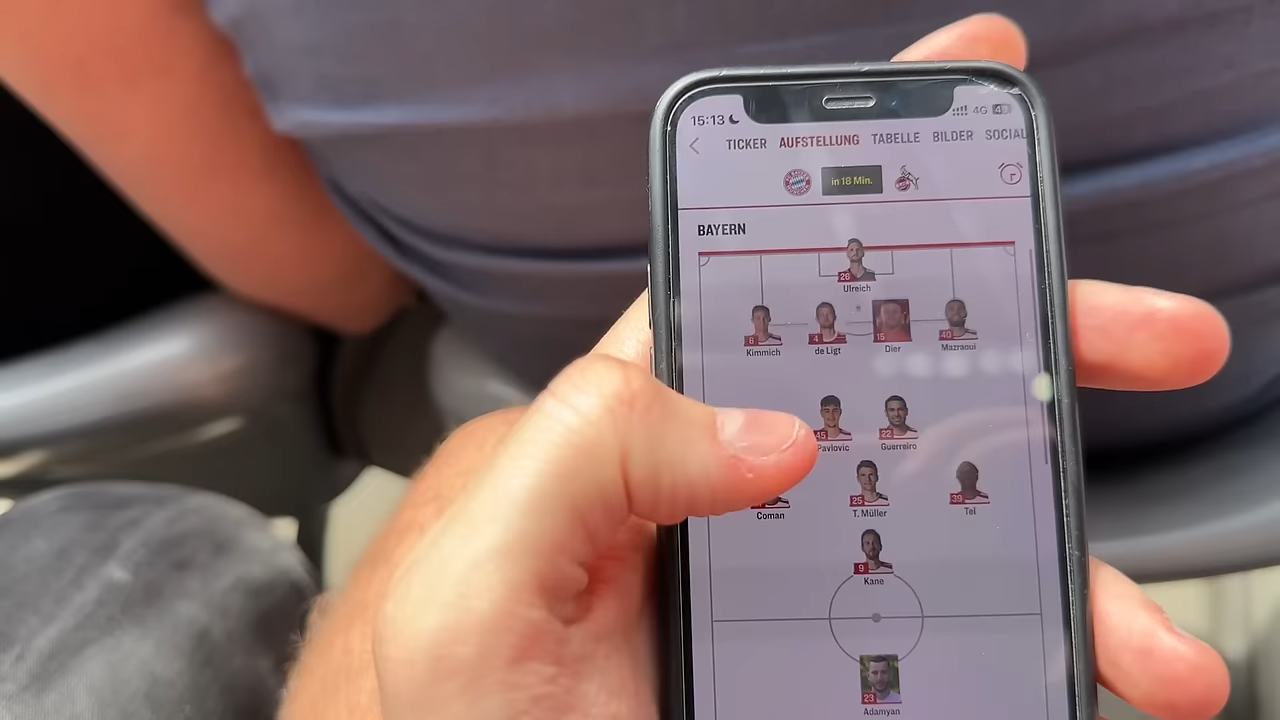 15:13 4G
TICKER AUFSTELLUNG TABELLE BILDER SOCIAL
in 18 Min.
BAYERN
26
Ulreich
6 4 15 40
Kimmich de Ligt Dier Mazraoui
45 22
Pavlovic Guerreiro
25 39
Coman T. Müller Tel
9
Kane
23
Adamyan